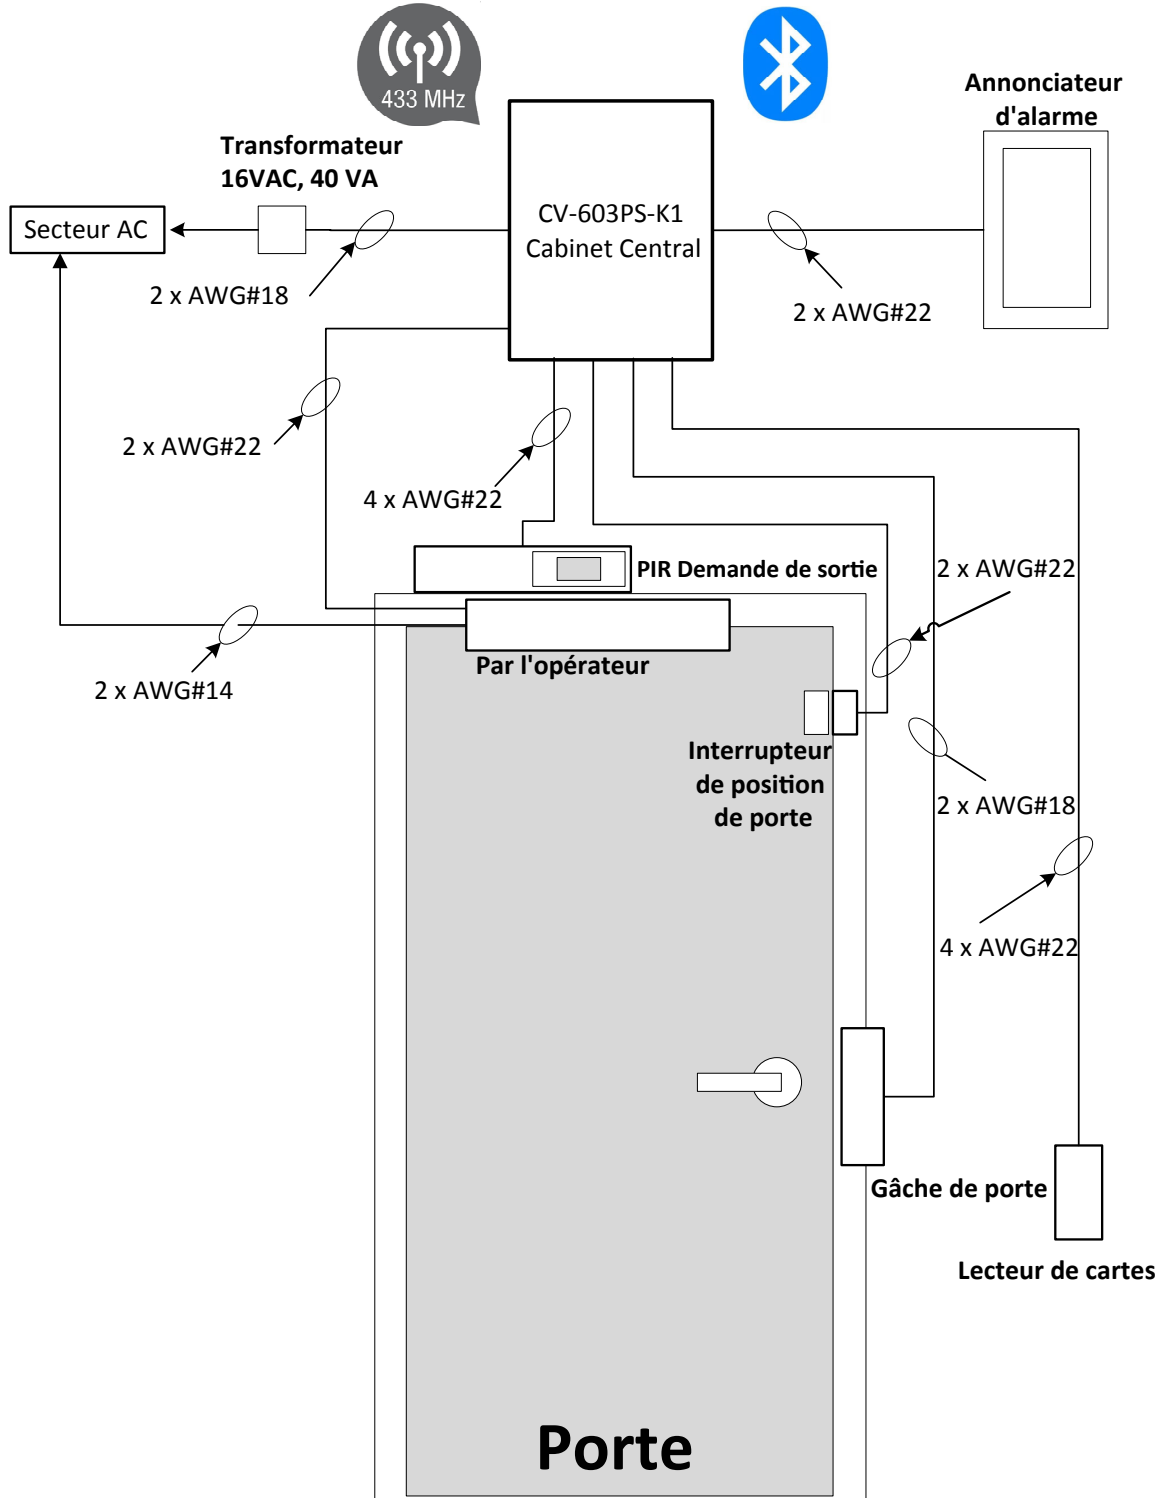 433 MHz
Annonciateur
d'alarme
Transformateur
16VAC, 40 VA
Secteur AC
CV-603PS-K1
Cabinet Central
2 x AWG#18
2 x AWG#22
2 x AWG#22
4 x AWG#22
PIR Demande de sortie
2 x AWG#22
Par l'opérateur
2 x AWG#14
Interrupteur
de position
de porte
2 x AWG#18
4 x AWG#22
Gâche de porte
Lecteur de cartes
Porte